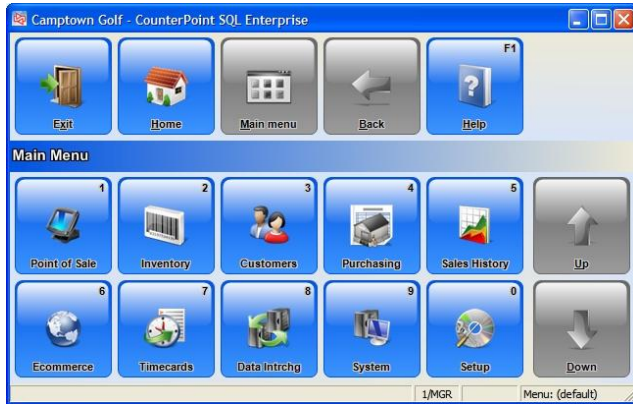 Camptown Golf - CounterPoint SQL Enterprise
F1
Exit Home Main menu Back Help
Main Menu
1 2 3 4 5
Point of Sale Inventory Customers Purchasing Sales History Up
6 7 8 9 0
Ecommerce Timecards Data Intrchg System Setup Down
1/MGR Menu: (default)